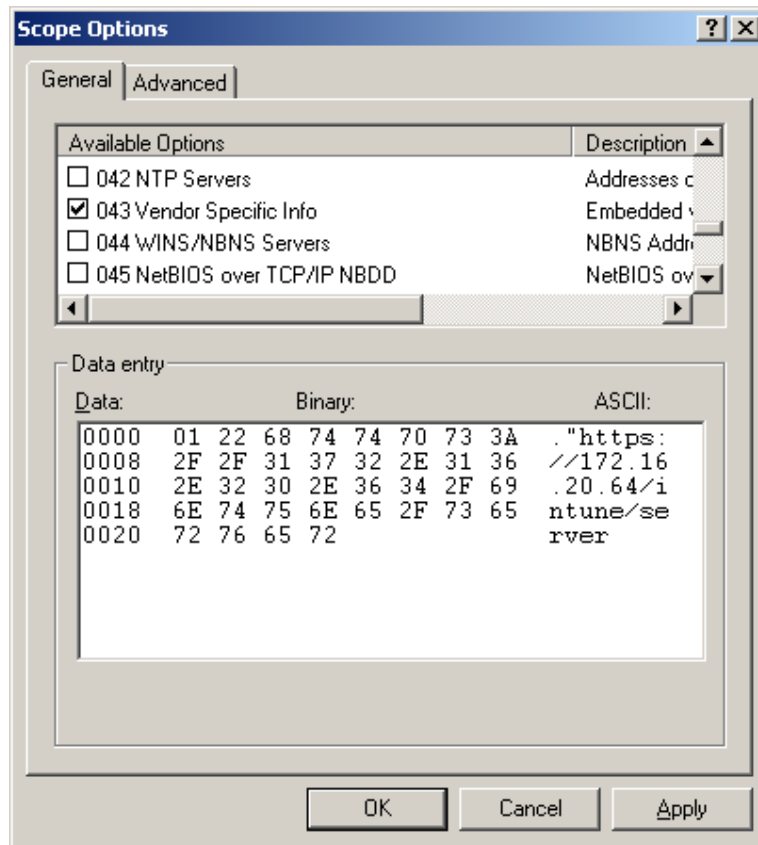 Scope Options
General Advanced
Available Options Description
042 NTP Servers Addresses o
043 Vendor Specific Info Embedded v
044 WINS/NBNS Servers NBNS Addr
045 NetBIOS over TCP/IP NBDD NetBIOS ov
Data entry
Data: Binary: ASCII:
0000 01 22 68 74 74 70 73 3A ."https:
0008 2F 2F 31 37 32 2E 31 36 //172.16
0010 2E 32 30 2E 36 34 2F 69 .20.64/i
0018 6E 74 75 6E 65 2F 73 65 ntune/se
0020 72 76 65 72 rver
OK Cancel Apply